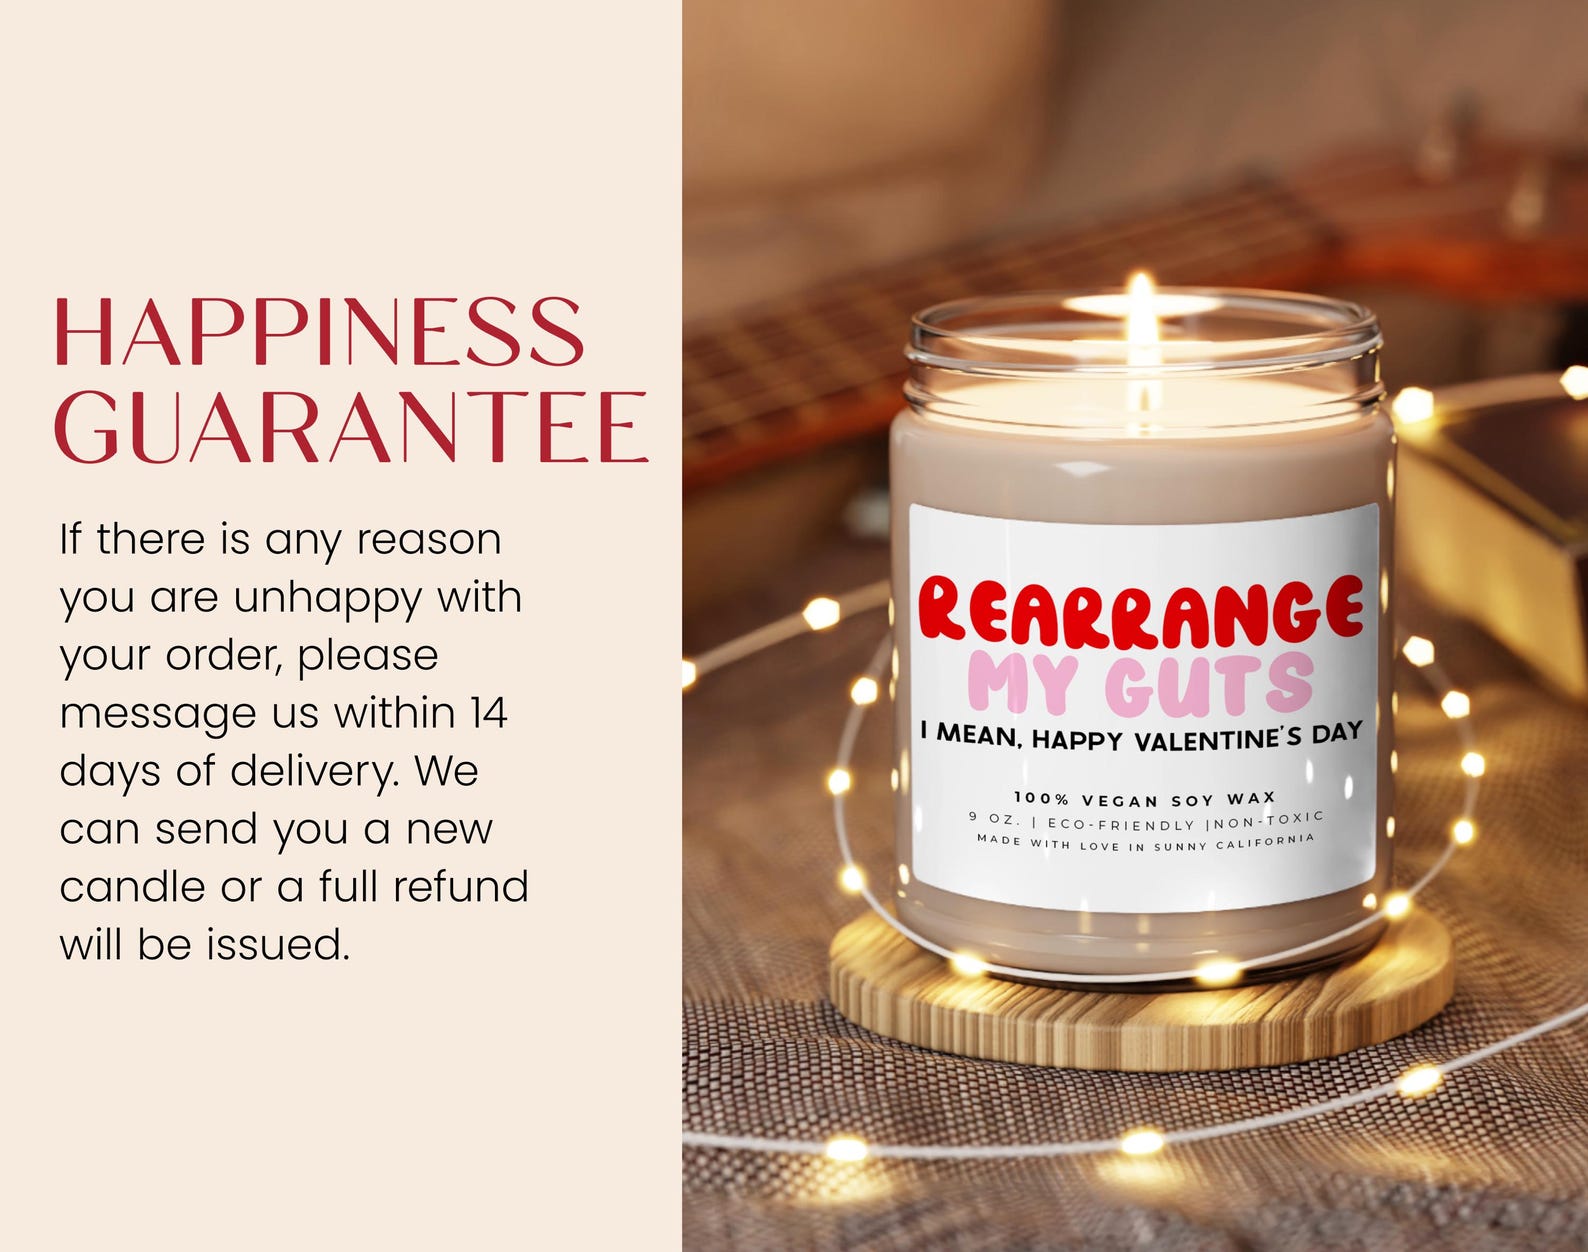 HAPPINESS
GUARANTEE
If there is any reason
you are unhappy with
your order, please
message us within 14
days of delivery. We
can send you a new
candle or a full refund
will be issued.
REARRANGE
MY GUTS
I MEAN, HAPPY VALENTINE'S DAY
100% VEGAN SOY WAX
9 OZ. | ECO-FRIENDLY |NON-TOXIC
MADE WITH LOVE IN SUNNY CALIFORNIA